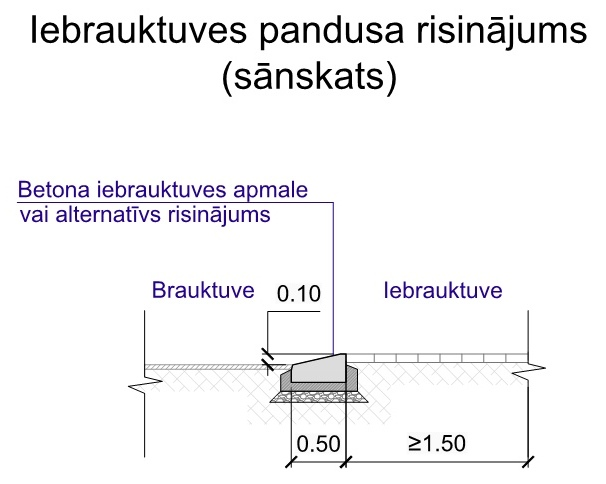 Iebrauktuves pandusa risinājums
(sānskats)
Betona iebrauktuves apmale
vai alternatīvs risinājums
Brauktuve
0.10
Iebrauktuve
0.50
≥1.50